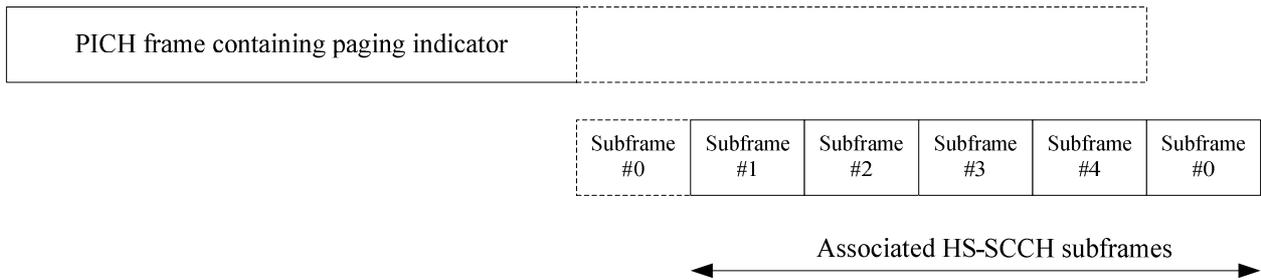 PICH frame containing paging indicator
Subframe Subframe Subframe Subframe Subframe Subframe
#0 #1 #2 #3 #4 #0
Associated HS-SCCH subframes